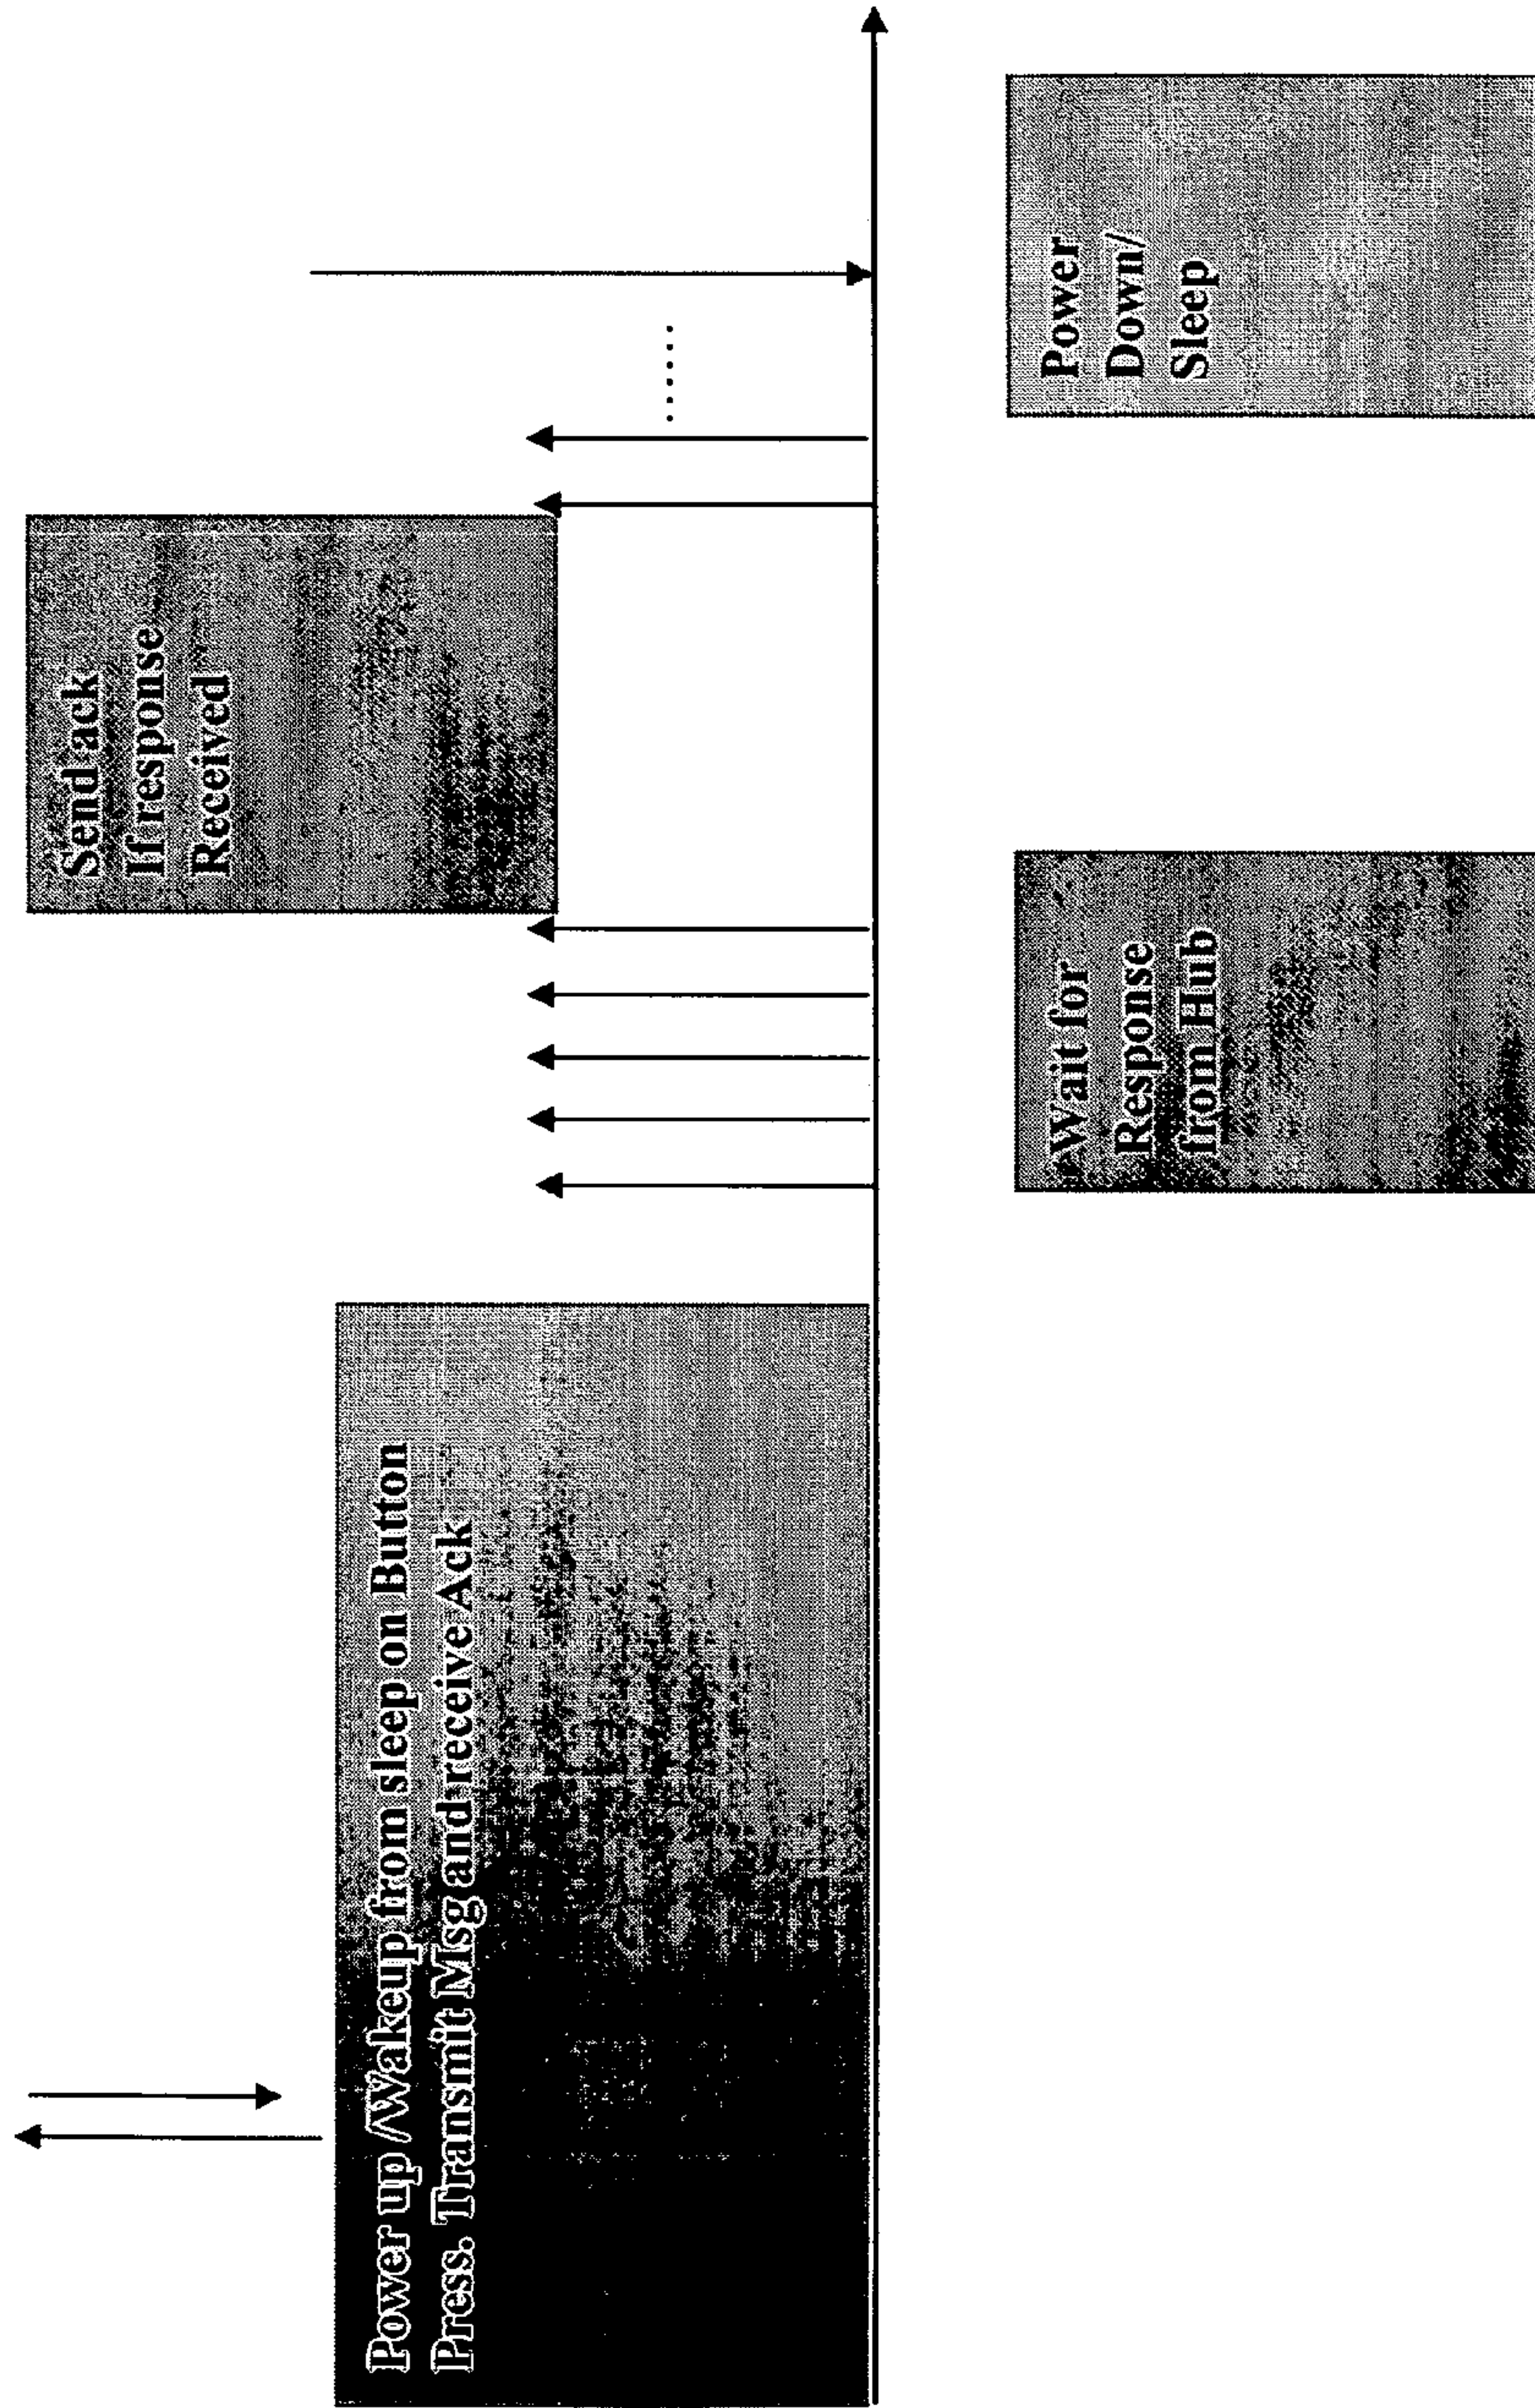 Power up /Wakeup from sleep on Button
Press. Transmit Msg and receive Ack
Wait for
Response
from Hub
Send ack
If response
Received
Power
Down/
Sleep